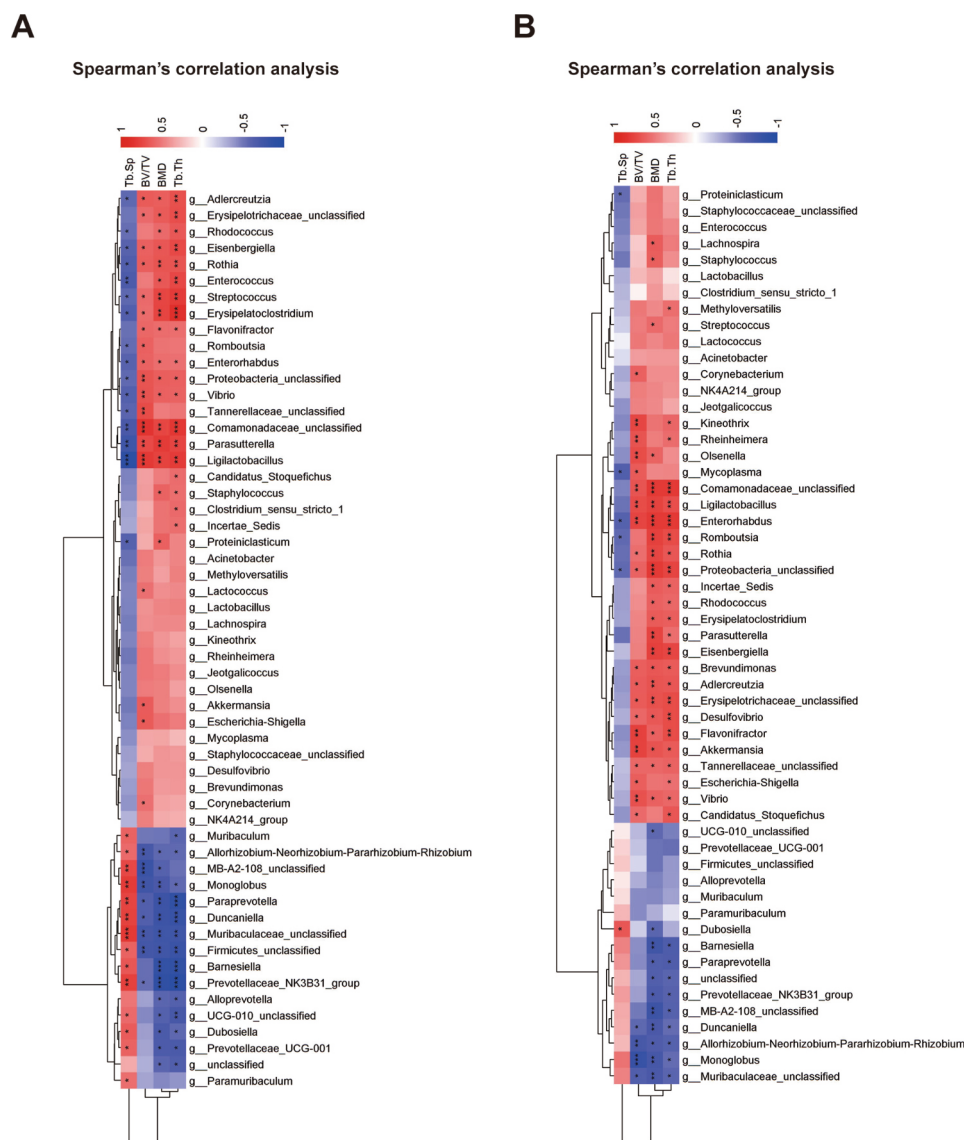 A
Spearman's correlation analysis
1
0.5
0
-0.5
-1
Tb.Sp
BV/TV
BMD
Tb.Th
g__Adlercreutzia
g__Erysipelotrichaceae_unclassified
g__Rhodococcus
g__Eisenbergiella
g__Rothia
g__Enterococcus
g__Streptococcus
g__Erysipelatoclostridium
g__Flavonifractor
g__Romboutsia
g__Enterorhabdus
g__Proteobacteria_unclassified
g__Vibrio
g__Tannerellaceae_unclassified
g__Comamonadaceae_unclassified
g__Parasutterella
g__Ligilactobacillus
g__Candidatus_Stoquefichus
g__Staphylococcus
g__Clostridium_sensu_stricto_1
g__Incertae_Sedis
g__Proteiniclasticum
g__Acinetobacter
g__Methyloversatilis
g__Lactococcus
g__Lactobacillus
g__Lachnospira
g__Kineothrix
g__Rheinheimera
g__Jeotgalicoccus
g__Olsenella
g__Akkermansia
g__Escherichia-Shigella
g__Mycoplasma
g__Staphylococcaceae_unclassified
g__Desulfovibrio
g__Brevundimonas
g__Corynebacterium
g__NK4A214_group
g__Muribaculum
g__Allorhizobium-Neorhizobium-Pararhizobium-Rhizobium
g__MB-A2-108_unclassified
g__Monoglobus
g__Paraprevotella
g__Duncaniella
g__Muribaculaceae_unclassified
g__Firmicutes_unclassified
g__Barnesiella
g__Prevotellaceae_NK3B31_group
g__Alloprevotella
g__UCG-010_unclassified
g__Dubosiella
g__Prevotellaceae_UCG-001
g__unclassified
g__Paramuribaculum
B
Spearman's correlation analysis
1
0.5
0
-0.5
-1
Tb.Sp
BV/TV
BMD
Tb.Th
g__Proteiniclasticum
g__Staphylococcaceae_unclassified
g__Enterococcus
g__Lachnospira
g__Staphylococcus
g__Lactobacillus
g__Clostridium_sensu_stricto_1
g__Methyloversatilis
g__Streptococcus
g__Lactococcus
g__Acinetobacter
g__Corynebacterium
g__NK4A214_group
g__Jeotgalicoccus
g__Kineothrix
g__Rheinheimera
g__Olsenella
g__Mycoplasma
g__Comamonadaceae_unclassified
g__Ligilactobacillus
g__Enterorhabdus
g__Romboutsia
g__Rothia
g__Proteobacteria_unclassified
g__Incertae_Sedis
g__Rhodococcus
g__Erysipelatoclostridium
g__Parasutterella
g__Eisenbergiella
g__Brevundimonas
g__Adlercreutzia
g__Erysipelotrichaceae_unclassified
g__Desulfovibrio
g__Flavonifractor
g__Akkermansia
g__Tannerellaceae_unclassified
g__Escherichia-Shigella
g__Vibrio
g__Candidatus_Stoquefichus
g__UCG-010_unclassified
g__Prevotellaceae_UCG-001
g__Firmicutes_unclassified
g__Alloprevotella
g__Muribaculum
g__Paramuribaculum
g__Dubosiella
g__Barnesiella
g__Paraprevotella
g__unclassified
g__Prevotellaceae_NK3B31_group
g__MB-A2-108_unclassified
g__Duncaniella
g__Allorhizobium-Neorhizobium-Pararhizobium-Rhizobium
g__Monoglobus
g__Muribaculaceae_unclassified